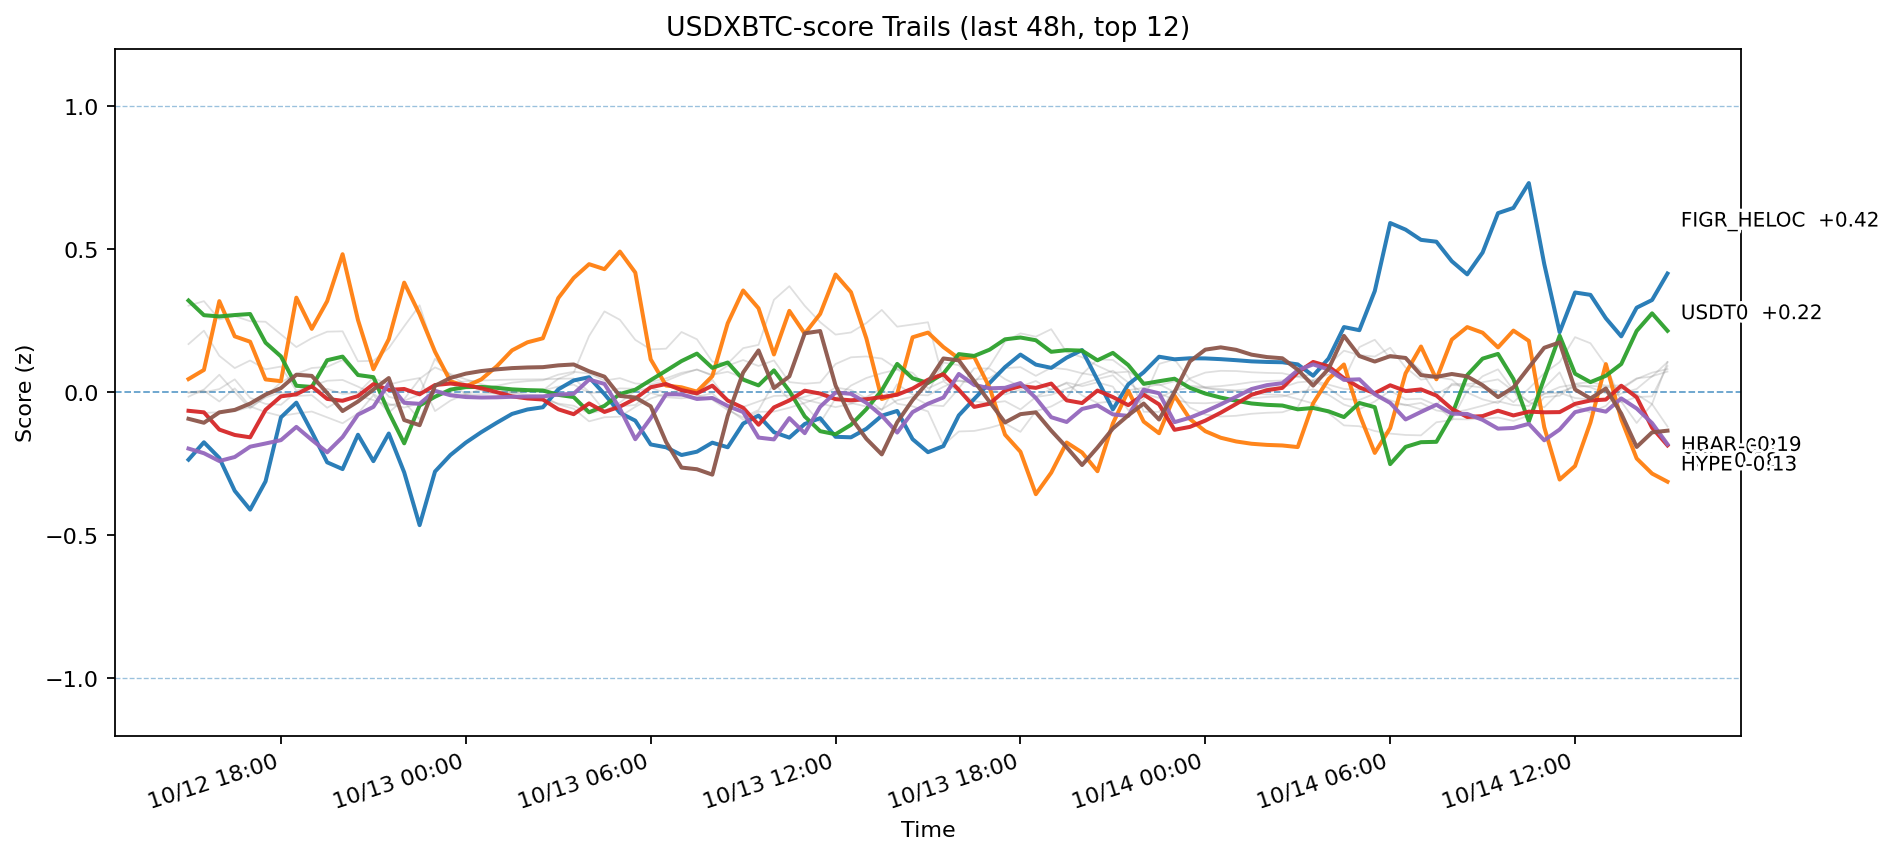 USDXBTC-score Trails (last 48h, top 12)
Score (z)
1.0
0.5
0.0
−0.5
−1.0
FIGR_HELOC +0.42
USDT0 +0.22
HBAR
HYPE -0.13
10/12 18:00
10/13 00:00
10/13 06:00
10/13 12:00
10/13 18:00
10/14 00:00
10/14 06:00
10/14 12:00
Time